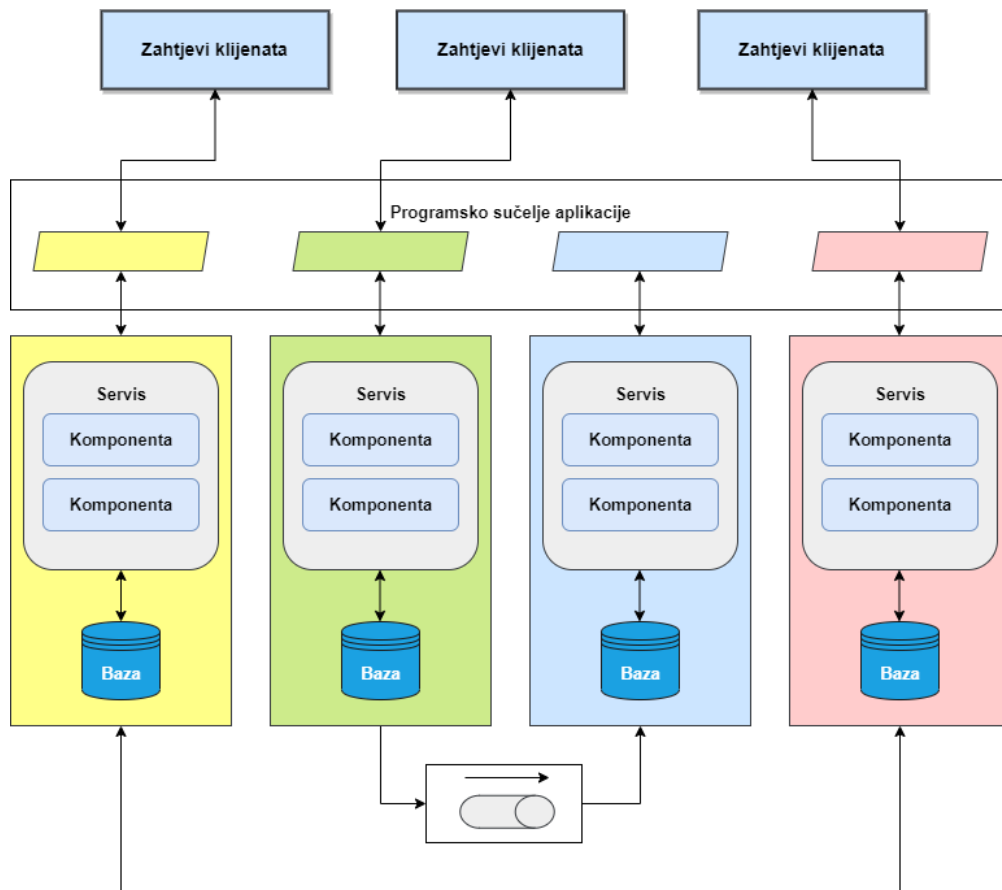 Zahtjevi klijenata
Zahtjevi klijenata
Zahtjevi klijenata
Programsko sučelje aplikacije
Servis
Komponenta
Komponenta
Baza
Servis
Komponenta
Komponenta
Baza
Servis
Komponenta
Komponenta
Baza
Servis
Komponenta
Komponenta
Baza